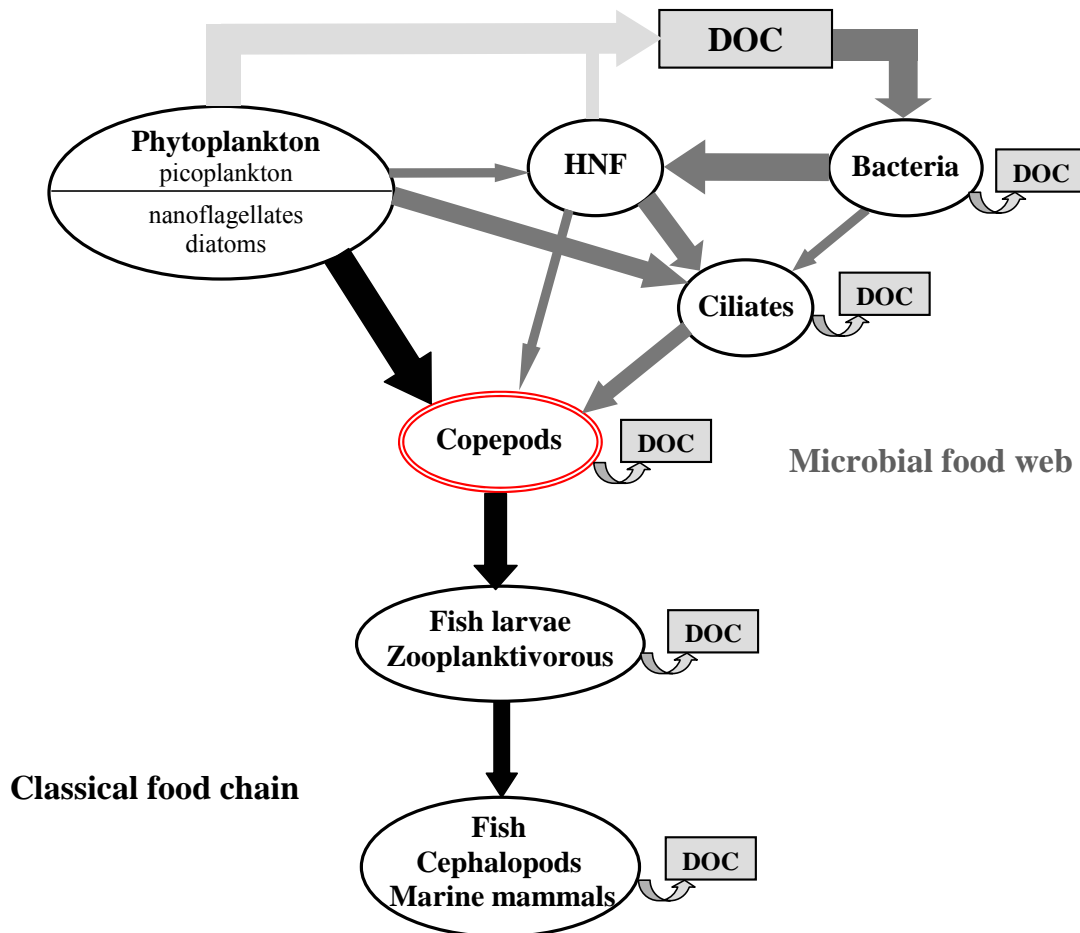 DOC
Phytoplankton
picoplankton
nanoflagellates
diatoms
HNF
Bacteria
DOC
Ciliates
DOC
Copepods
DOC
Microbial food web
Fish larvae
Zooplanktivorous
DOC
Classical food chain
Fish
Cephalopods
Marine mammals
DOC